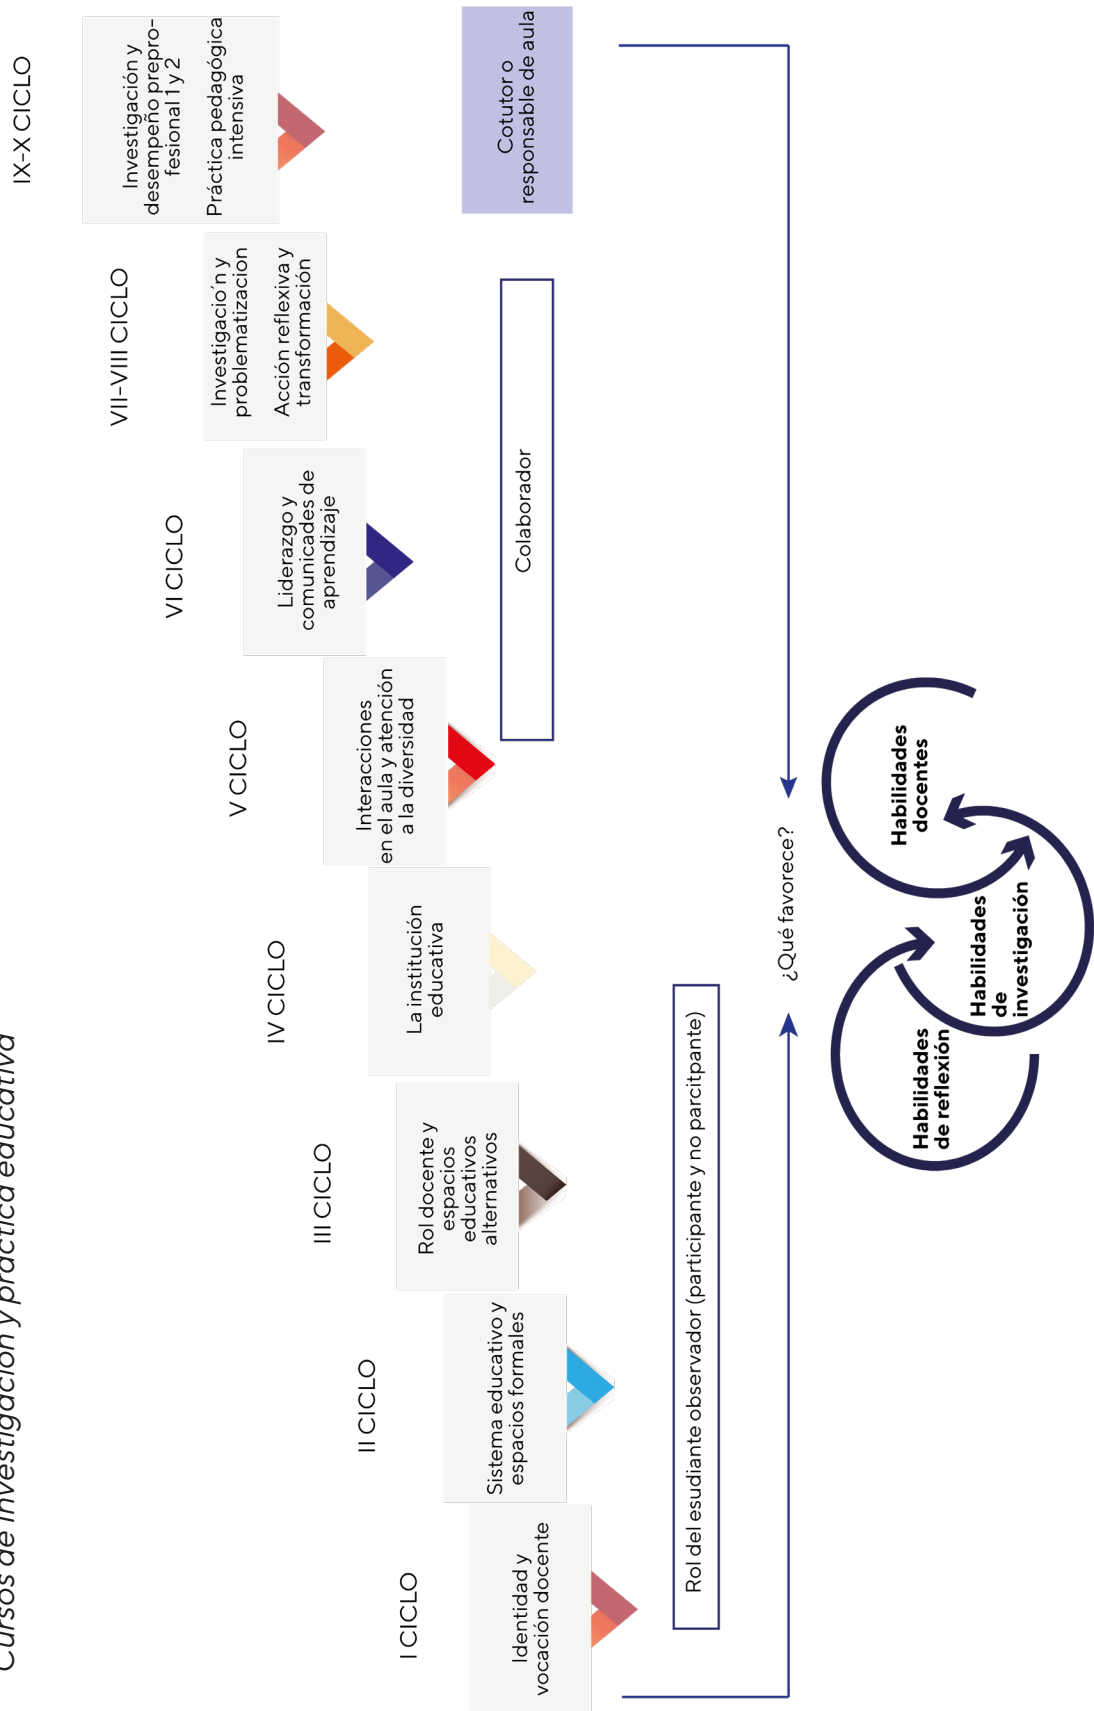 Cursos de investigación y práctica educativa
I CICLO
Identidad y
vocación docente
II CICLO
Sistema educativo y
espacios formales
III CICLO
Rol docente y
espacios
educativos
alternativos
IV CICLO
La institución
educativa
V CICLO
Interacciones
en el aula y atención
a la diversidad
VI CICLO
Liderazgo y
comunicades de
aprendizaje
VII-VIII CICLO
Investigacio´n y
problematizacion
Acción reflexiva y
transformación
IX-X CICLO
Investigación y
desempeño prepro-
fesional 1 y 2
Práctica pedagógica
intensiva
Rol del esudiante observador (participante y no parcitpante)
Colaborador
Cotutor o
responsable de aula
¿Qué favorece?
Habilidades
de reflexión
Habilidades
de
investigación
Habilidades
docentes